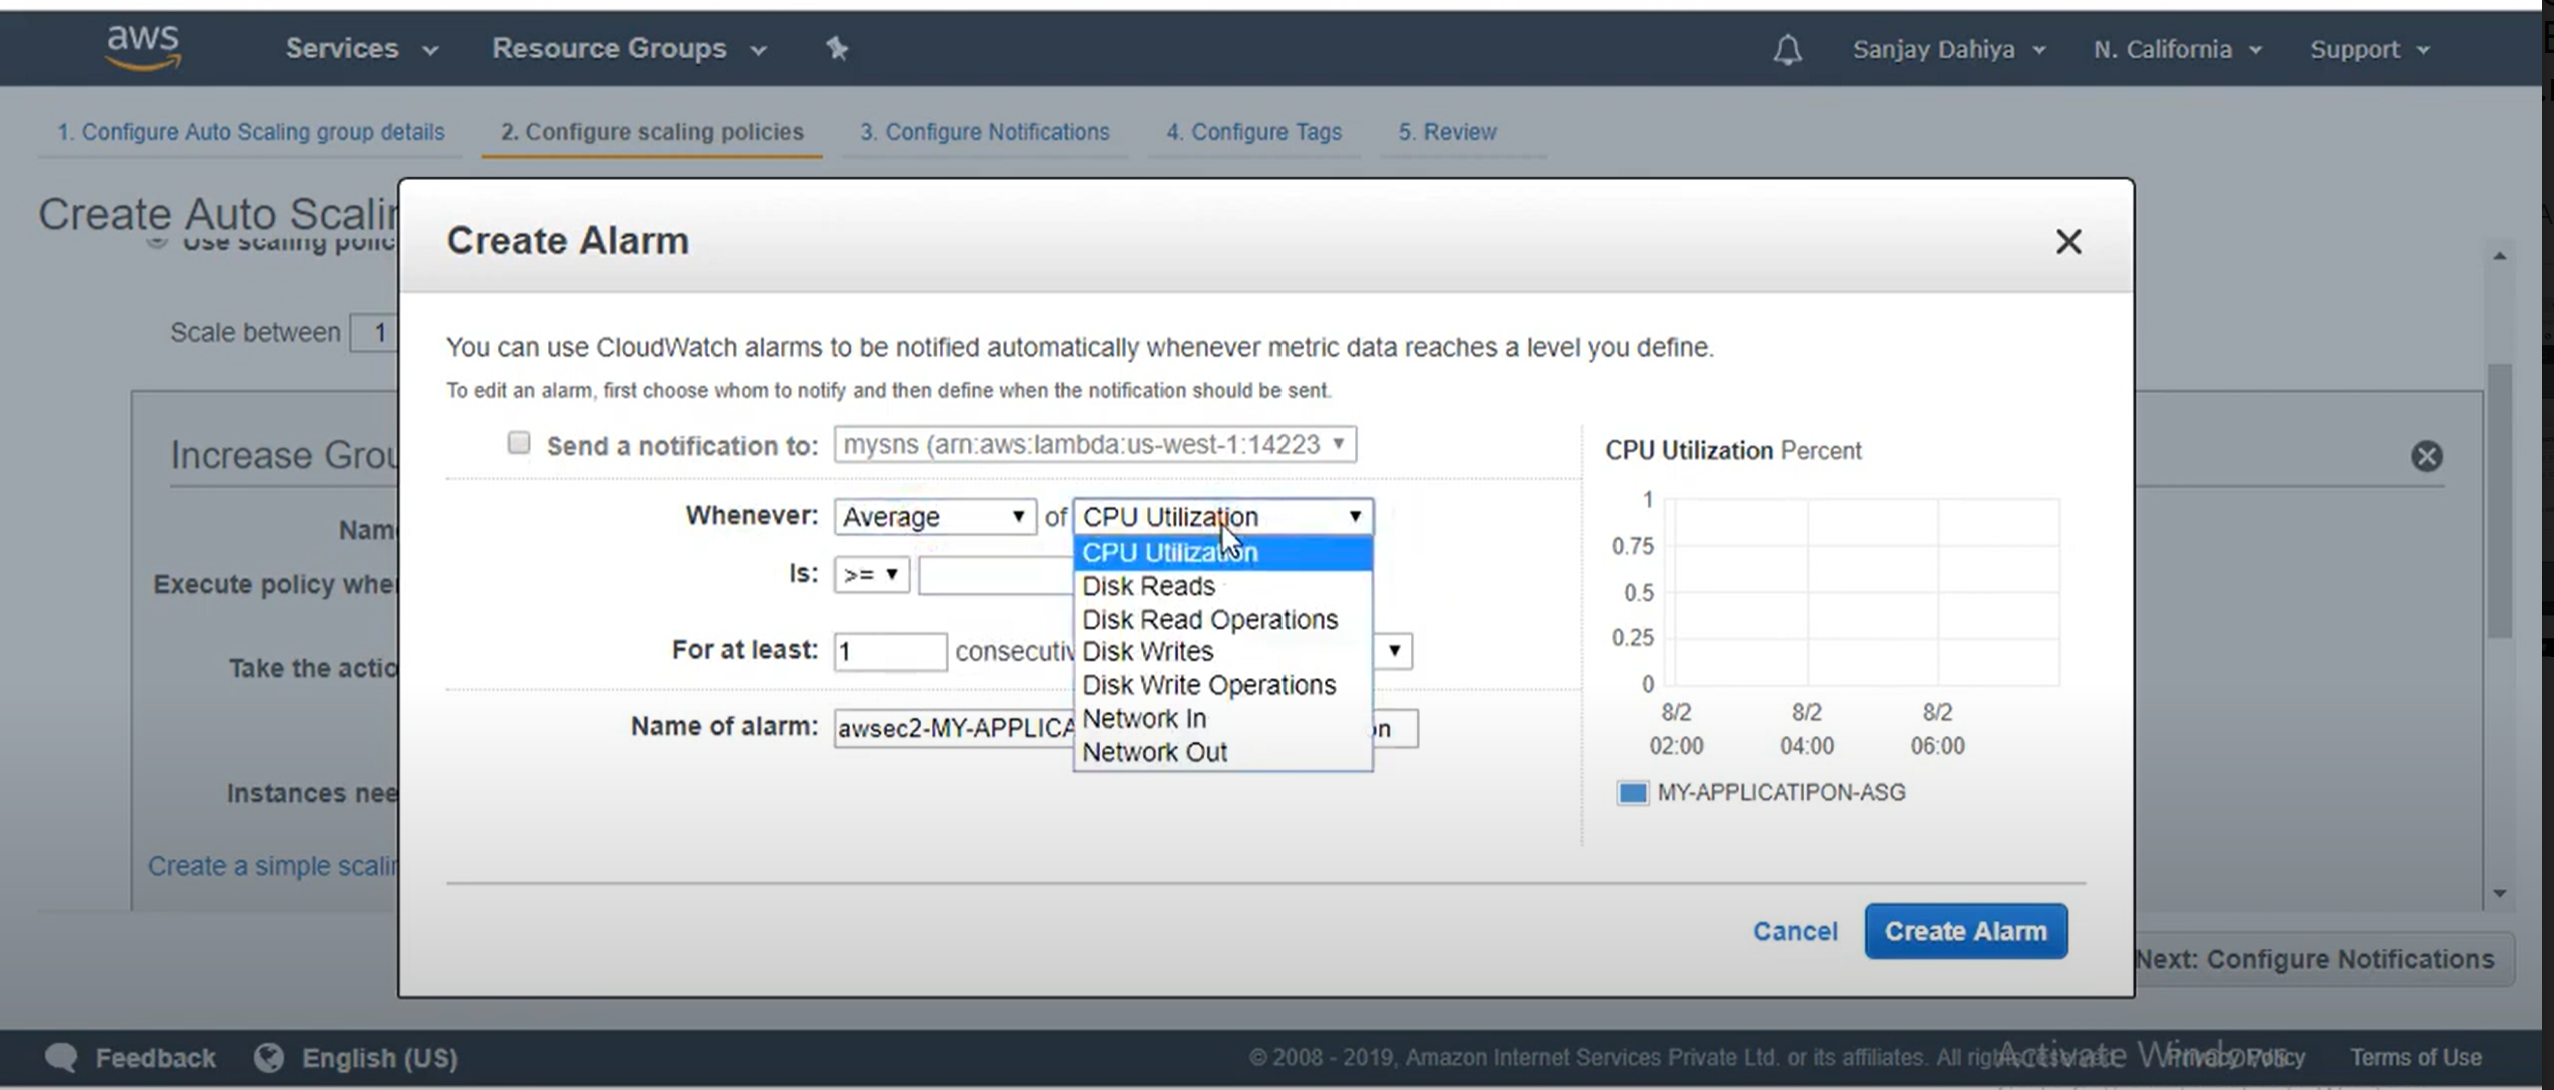 aws Services Resource Groups Sanjay Dahiya N. California Support
1. Configure Auto Scaling group details 2. Configure scaling policies 3. Configure Notifications 4. Configure Tags 5. Review
Create Auto Scalin
Use scaling polic
Scale between 1
Increase Grou
Name
Execute policy when
Take the actio
Instances need
Create a simple scalin
Create Alarm
You can use CloudWatch alarms to be notified automatically whenever metric data reaches a level you define.
To edit an alarm, first choose whom to notify and then define when the notification should be sent.
Send a notification to: mysns (arn:aws:lambda:us-west-1:14223
Whenever: Average of CPU Utilization
Is: >=
For at least: 1 consecutiv
Name of alarm: awsec2-MY-APPLICA on
CPU Utilization
Disk Reads
Disk Read Operations
Disk Writes
Disk Write Operations
Network In
Network Out
CPU Utilization Percent
1
0.75
0.5
0.25
0
8/2 8/2 8/2
02:00 04:00 06:00
MY-APPLICATIPON-ASG
Cancel Create Alarm
Next: Configure Notifications
Feedback English (US) © 2008 - 2019, Amazon Internet Services Private Ltd. or its affiliates. All rights reserved. Privacy Policy Terms of Use
Activate Windows